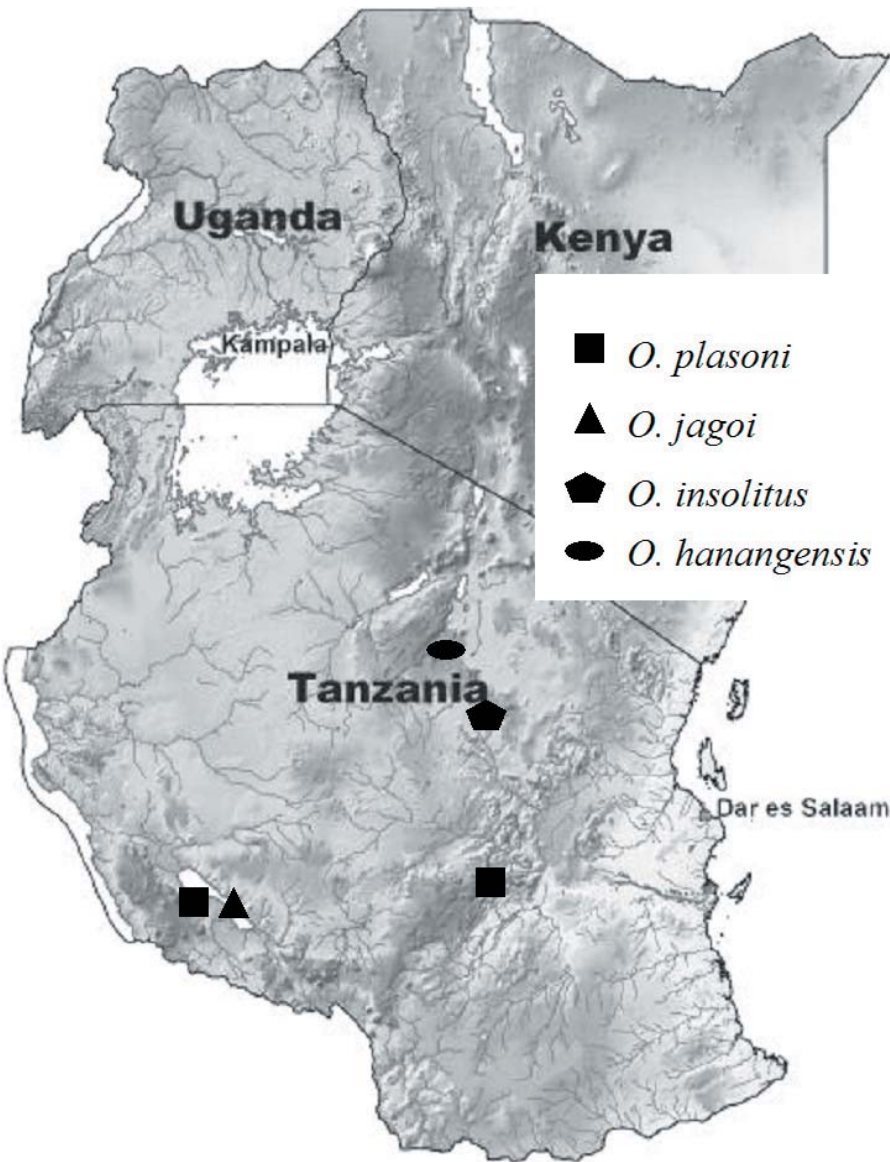 Uganda
Kenya
Kampala
O. plasoni
O. jagoi
O. insolitus
O. hanangensis
Tanzania
Dar es Salaam